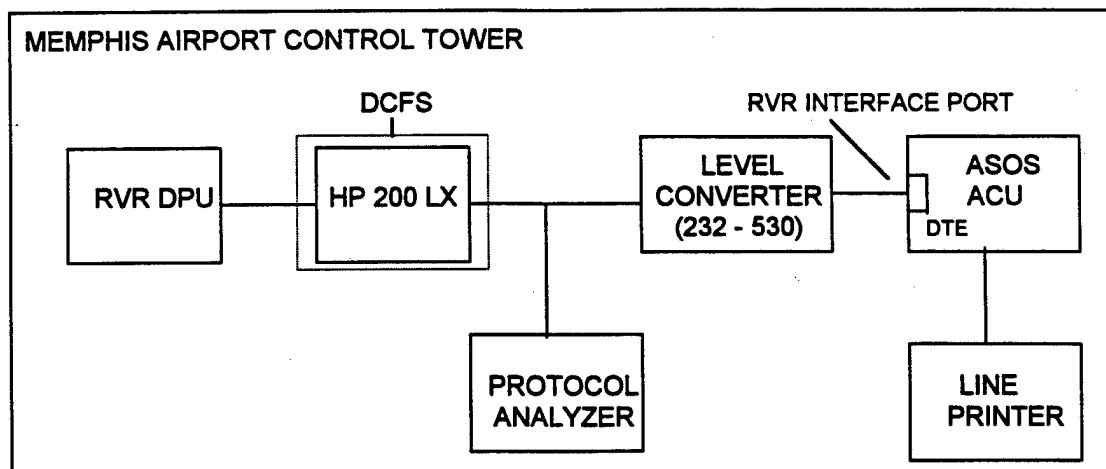 MEMPHIS AIRPORT CONTROL TOWER
DCFS
RVR INTERFACE PORT
RVR DPU
HP 200 LX
LEVEL
CONVERTER
(232 - 530)
ASOS
ACU
DTE
PROTOCOL
ANALYZER
LINE
PRINTER